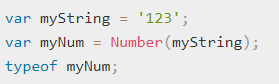 var myString = '123';
var myNum = Number(myString);
typeof myNum;